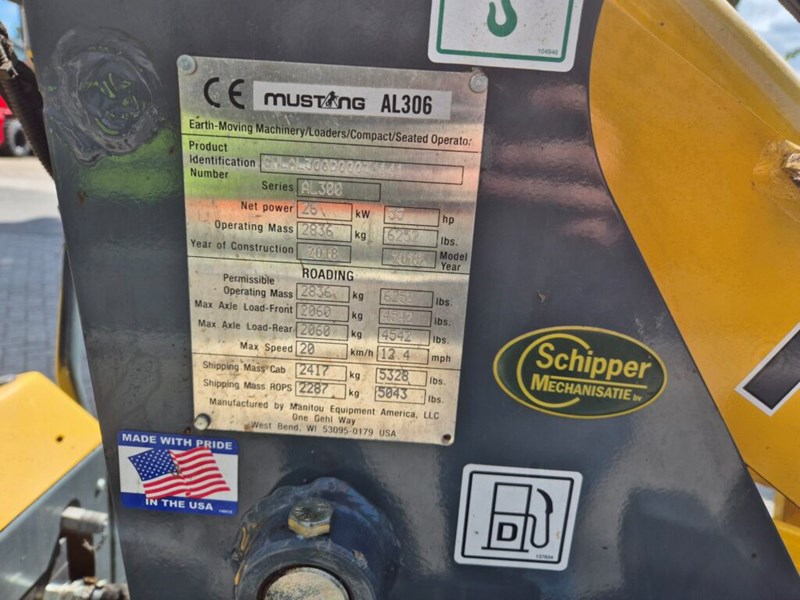 104946
CE MUSTANG AL306
Earth-Moving Machinery/Loaders/Compact/Seated Operator
Product
Identification
Number
Series AL300
Net power 26 kW 35 hp
Operating Mass 2836 kg 6252 lbs.
Year of Construction 2018 2018 Model Year
ROADING
Permissible
Operating Mass 2836 kg 6252 lbs.
Max Axle Load-Front 2060 kg 4542 lbs.
Max Axle Load-Rear 2060 kg 4542 lbs.
Max Speed 20 km/h 12.4 mph
Shipping Mass Cab 2417 kg 5328 lbs.
Shipping Mass ROPS 2287 kg 5043 lbs.
Manufactured by Manitou Equipment America, LLC
One Gehl Way
West Bend, WI 53095-0179 USA
Schipper
MECHANISATIE bv
MADE WITH PRIDE
IN THE USA
D